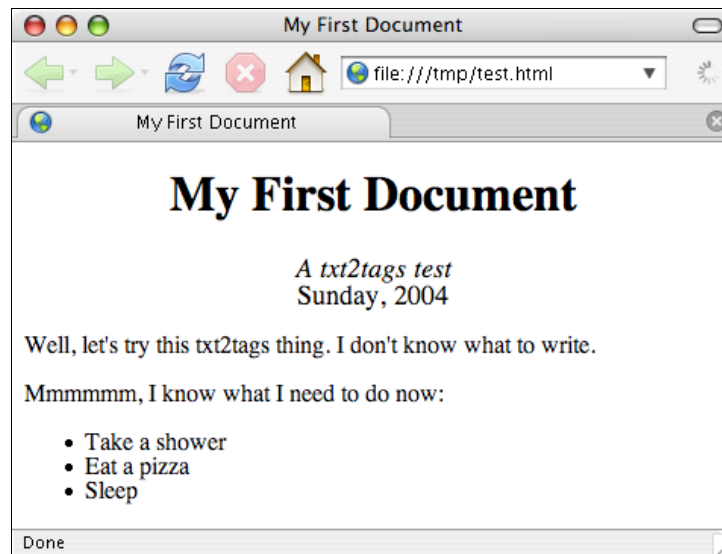 My First Document
file:///tmp/test.html
My First Document
My First Document
A txt2tags test
Sunday, 2004
Well, let's try this txt2tags thing. I don't know what to write.
Mmmmmm, I know what I need to do now:
• Take a shower
• Eat a pizza
• Sleep
Done